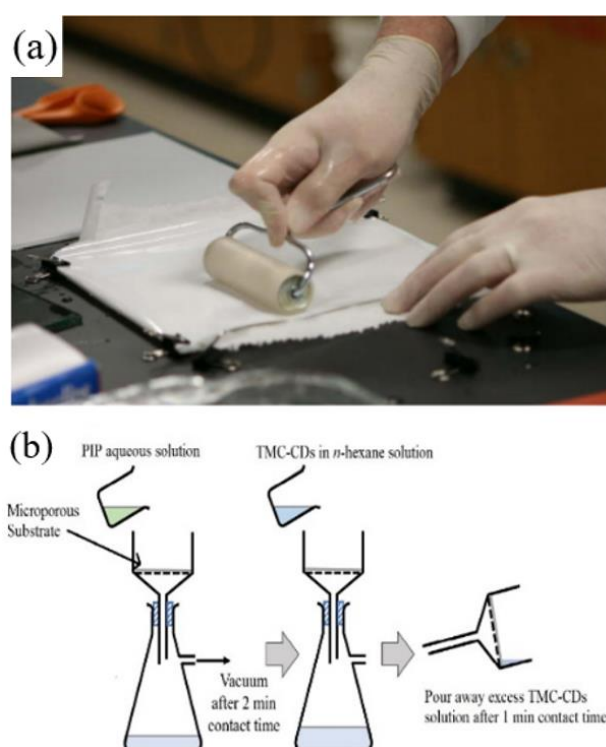 (a)
(b)
PIP aqueous solution
TMC-CDs in n-hexane solution
Microporous
Substrate
Vacuum
after 2 min
contact time
Pour away excess TMC-CDs
solution after 1 min contact time